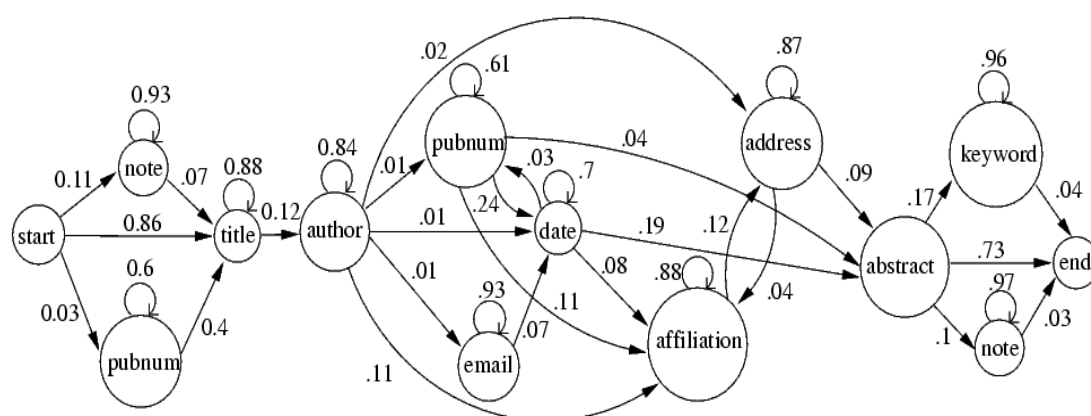 .02
.87
.61
.96
0.93
0.84
pubnum
.04
address
keyword
note
0.88
.01
.03
.7
.09
0.11
.07
.24
.17
.04
start
0.86
title
0.12
author
.01
date
.19
.12
abstract
.73
end
0.6
.01
.08
.88
.04
.97
0.03
0.4
.93
.07
.11
affiliation
.1
note
.03
pubnum
email
.11